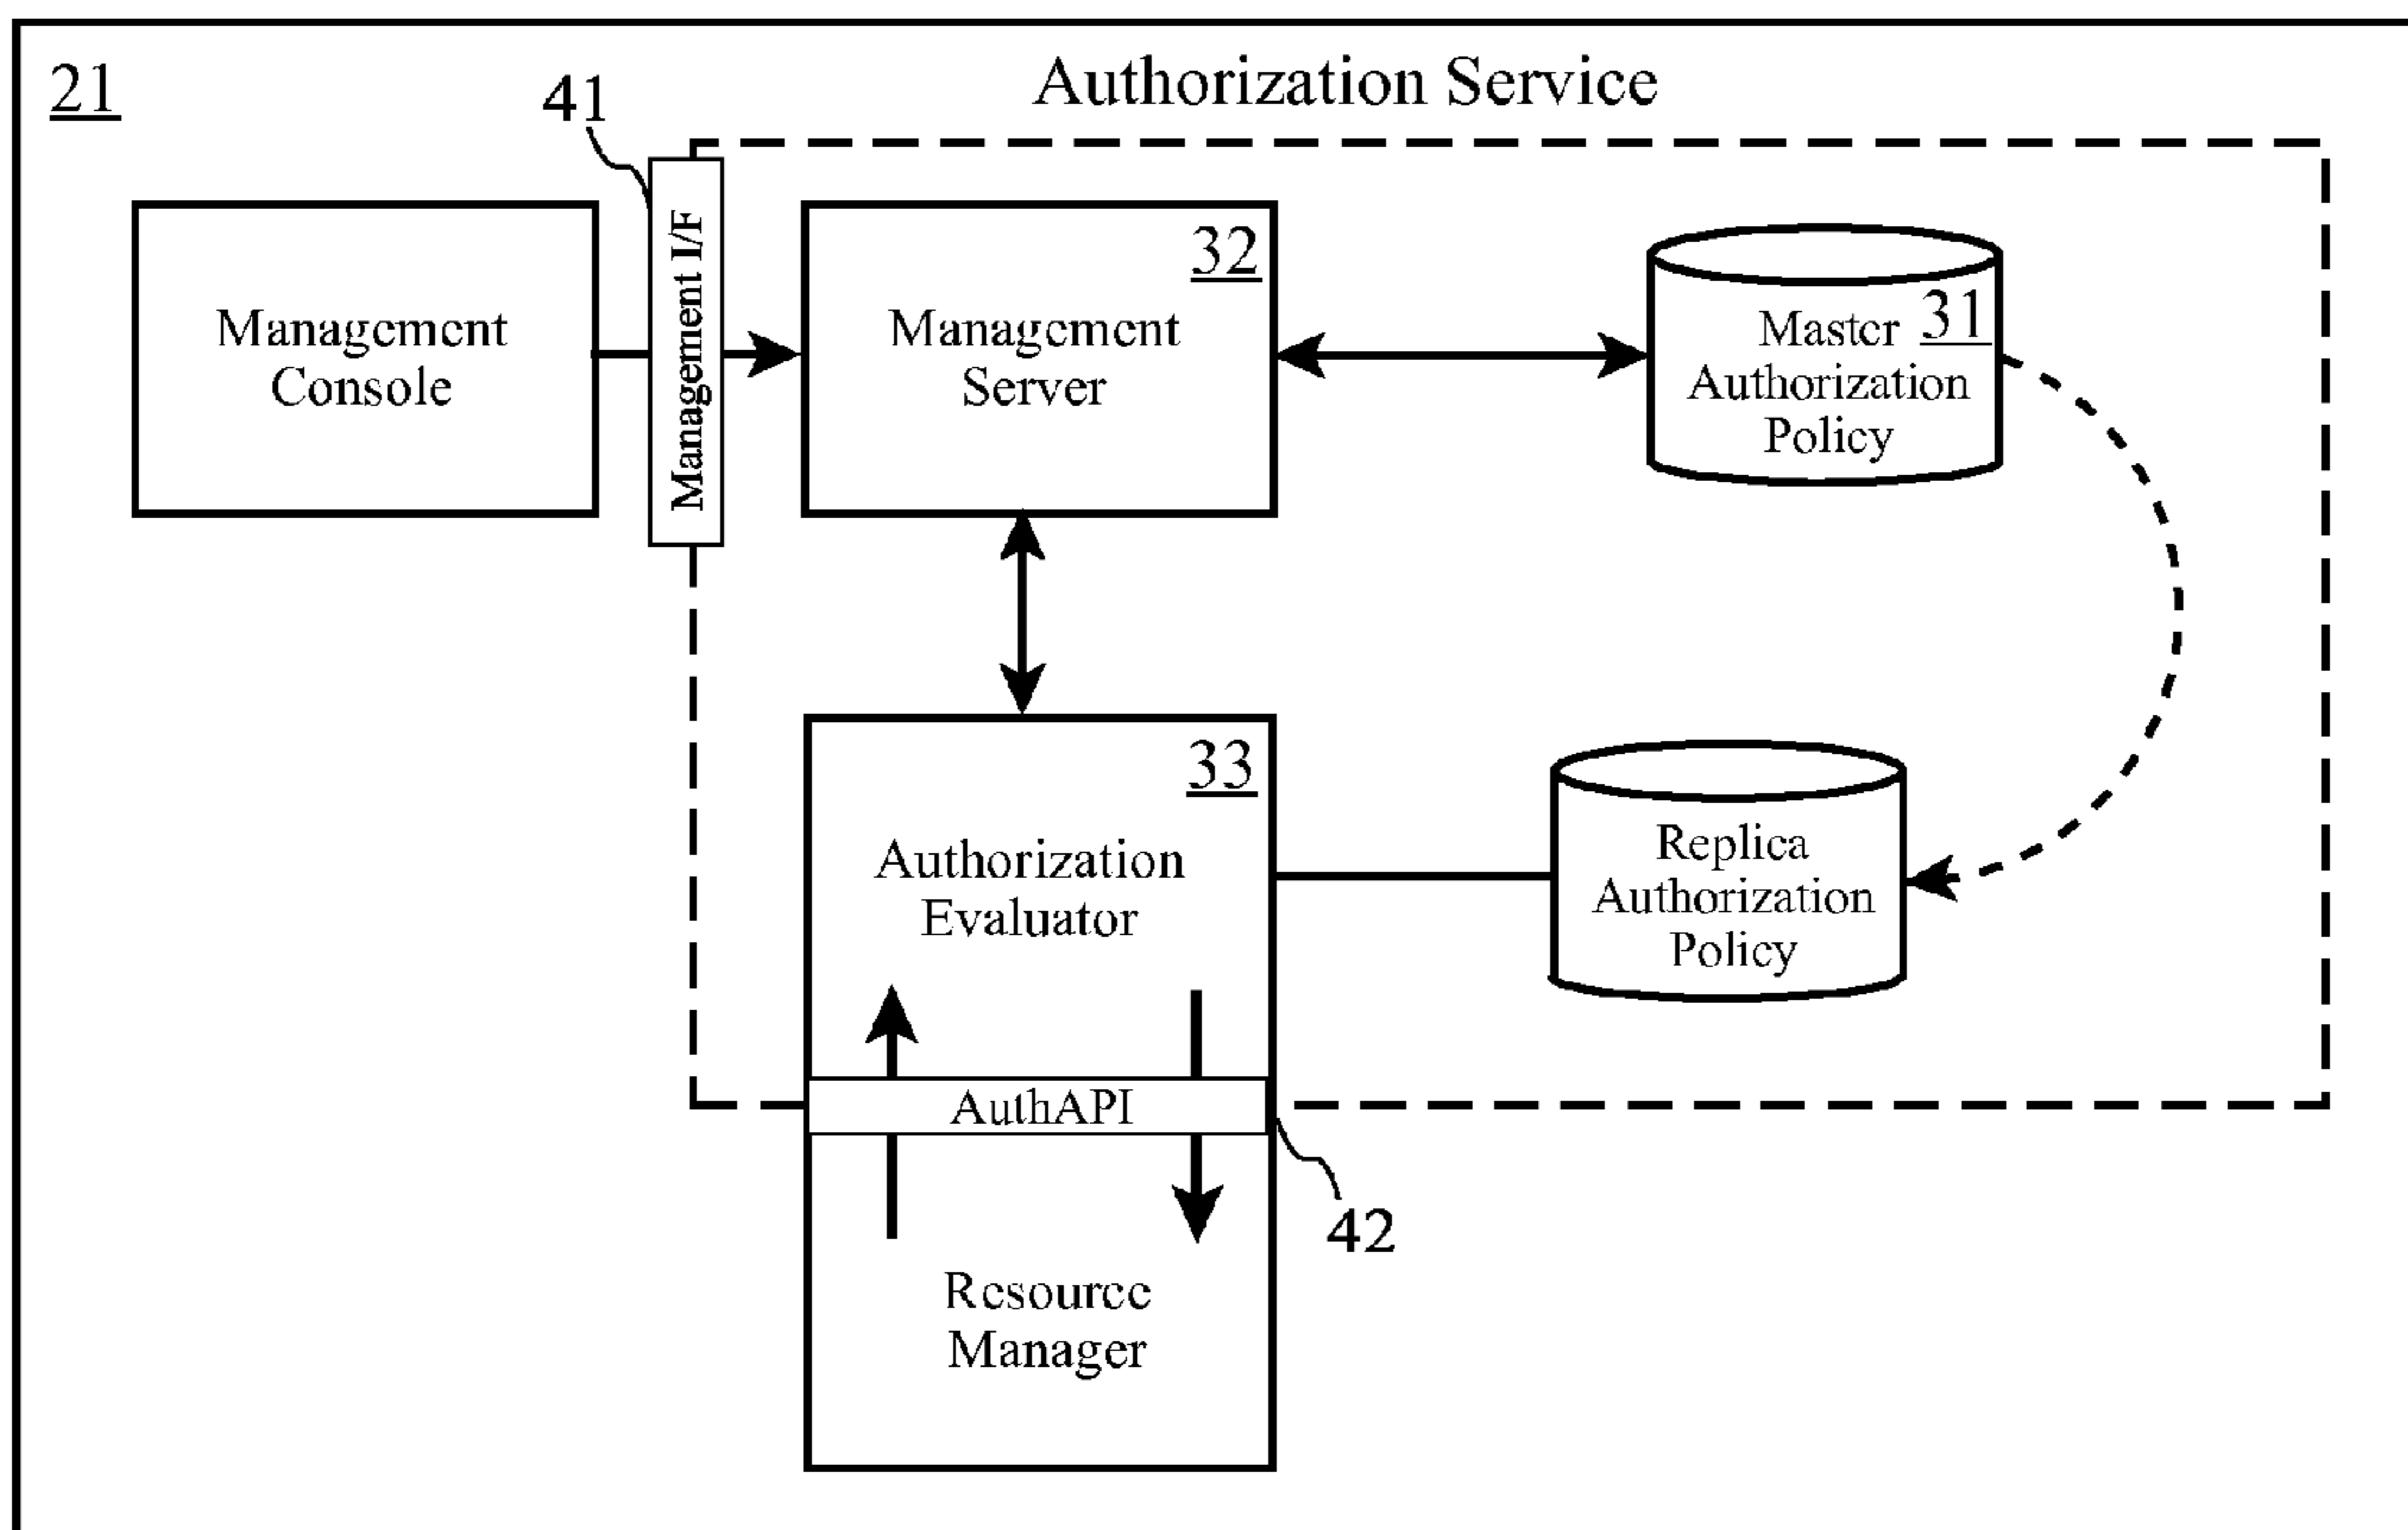 21
41
Authorization Service
Management
Console
Management I/F
32
Management
Server
31
Master
Authorization
Policy
33
Authorization
Evaluator
Replica
Authorization
Policy
AuthAPI
42
Resource
Manager